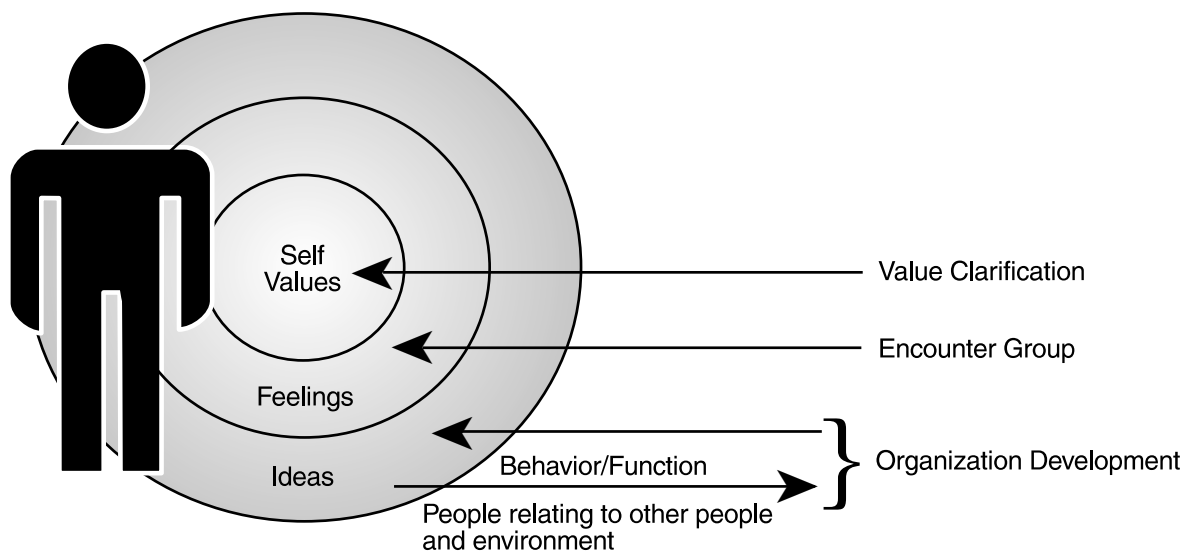 Self
Values
Value Clarification
Encounter Group
Feelings
Organization Development
Behavior/Function
Ideas
People relating to other people
and environment